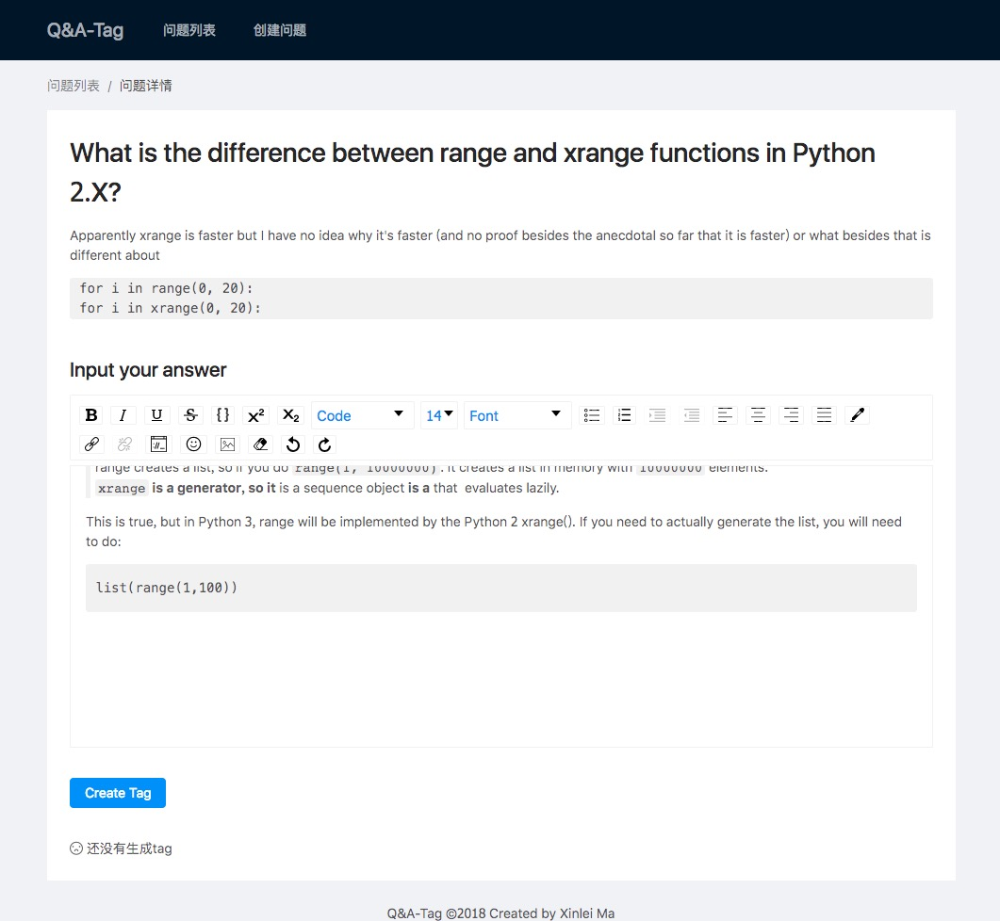 Q&A-Tag 问题列表 创建问题
问题列表 / 问题详情
What is the difference between range and xrange functions in Python
2.X?
Apparently xrange is faster but I have no idea why it's faster (and no proof besides the anecdotal so far that it is faster) or what besides that is
different about
for i in range(0, 20):
for i in xrange(0, 20):
Input your answer
B I U S {} X² X₂ Code 14 Font
range creates a list, so if you do range(1, 10000000) . it creates a list in memory with 10000000 elements.
xrange is a generator, so it is a sequence object is a that evaluates lazily.
This is true, but in Python 3, range will be implemented by the Python 2 xrange(). If you need to actually generate the list, you will need
to do:
list(range(1,100))
Create Tag
还没有生成tag
Q&A-Tag ©2018 Created by Xinlei Ma